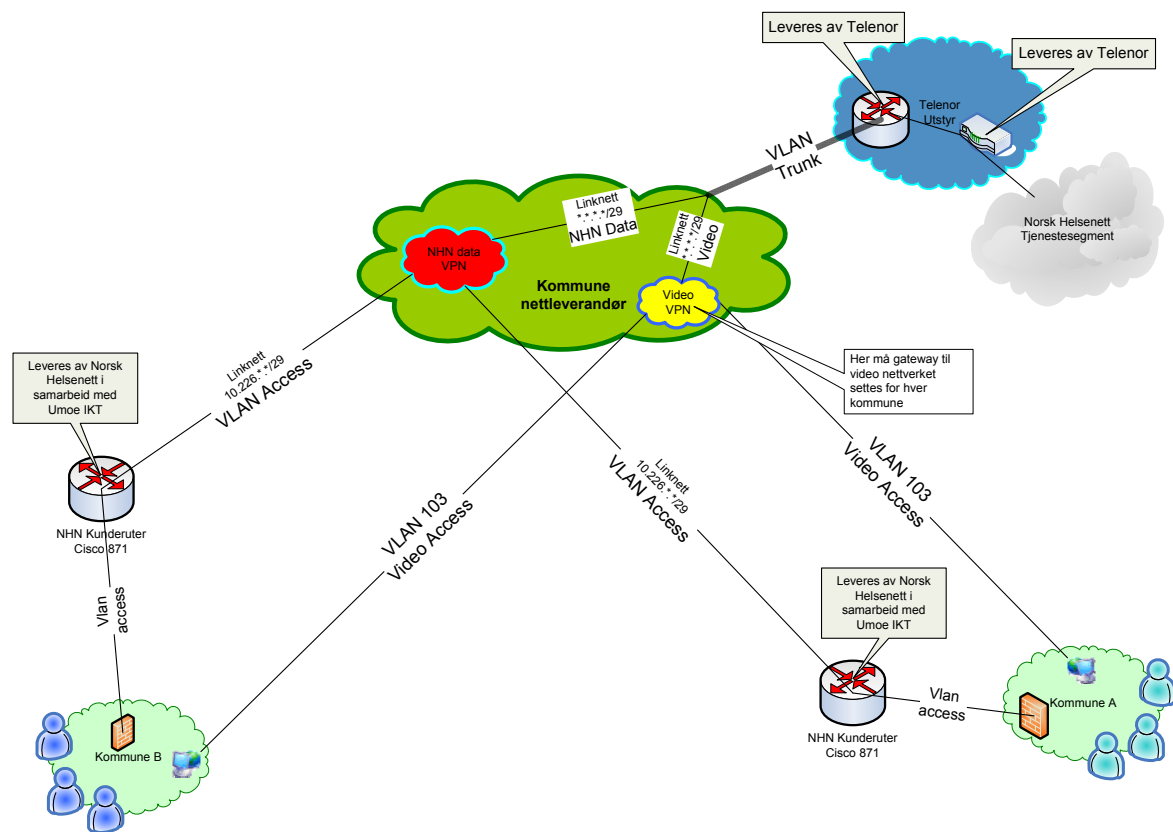 Leveres av Telenor
Leveres av Telenor
Telenor
Utstyr
VLAN
Trunk
Norsk Helsenett
Tjenestesegment
Linknett
*.*.*.*/29
NHN Data
Linknett
*.*.*.*/29
Video
NHN data
VPN
Kommune
nettleverandør
Video
VPN
Her må gateway til
video nettverket
settes for hver
kommune
Leveres av Norsk
Helsenett i
samarbeid med
Umoe IKT
Linknett
10.226.*.*/29
VLAN Access
NHN Kunderuter
Cisco 871
Vlan
access
VLAN 103
Video Access
Linknett
10.226.*.*/29
VLAN Access
VLAN 103
Video Access
Leveres av Norsk
Helsenett i
samarbeid med
Umoe IKT
NHN Kunderuter
Cisco 871
Vlan
access
Kommune A
Kommune B